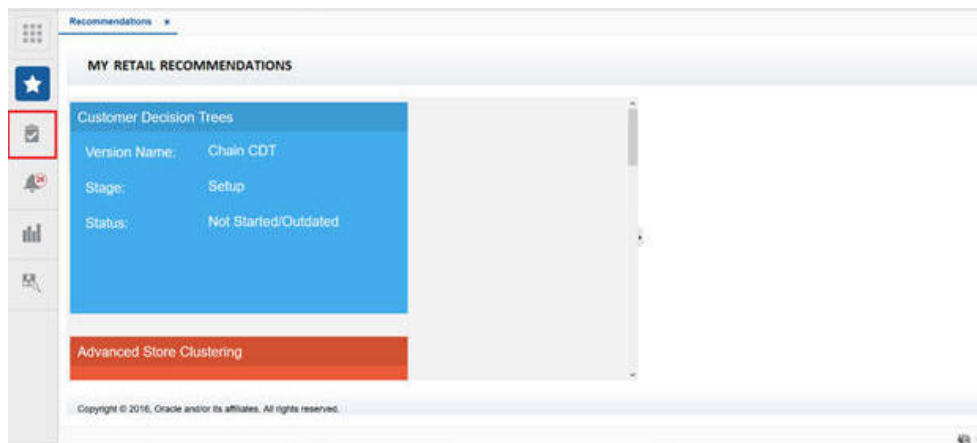 Recommendations x
MY RETAIL RECOMMENDATIONS
Customer Decision Trees
Version Name: Chain CDT
Stage: Setup
Status: Not Started/Outdated
Advanced Store Clustering
Copyright © 2016, Oracle and/or its affiliates. All rights reserved.